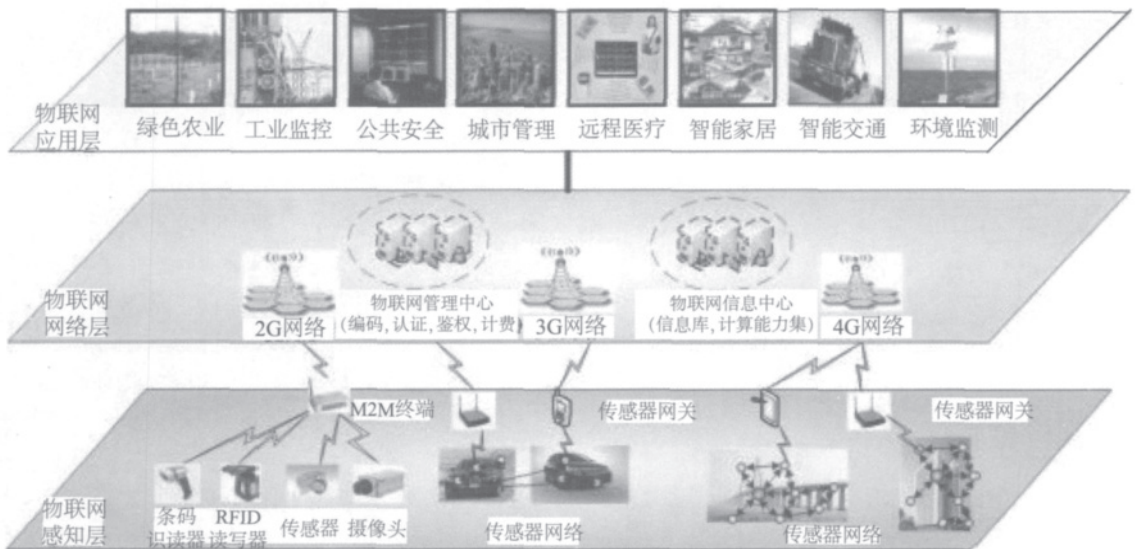 物联网
应用层
绿色农业 工业监控 公共安全 城市管理 远程医疗 智能家居 智能交通 环境监测
物联网
网络层
2G网络
物联网管理中心
(编码,认证,鉴权,计费)
3G网络
物联网信息中心
(信息库,计算能力集)
4G网络
M2M终端
传感器网关
传感器网关
物联网
感知层
条码
识读器
RFID
读写器
传感器
摄像头
传感器网络
传感器网络